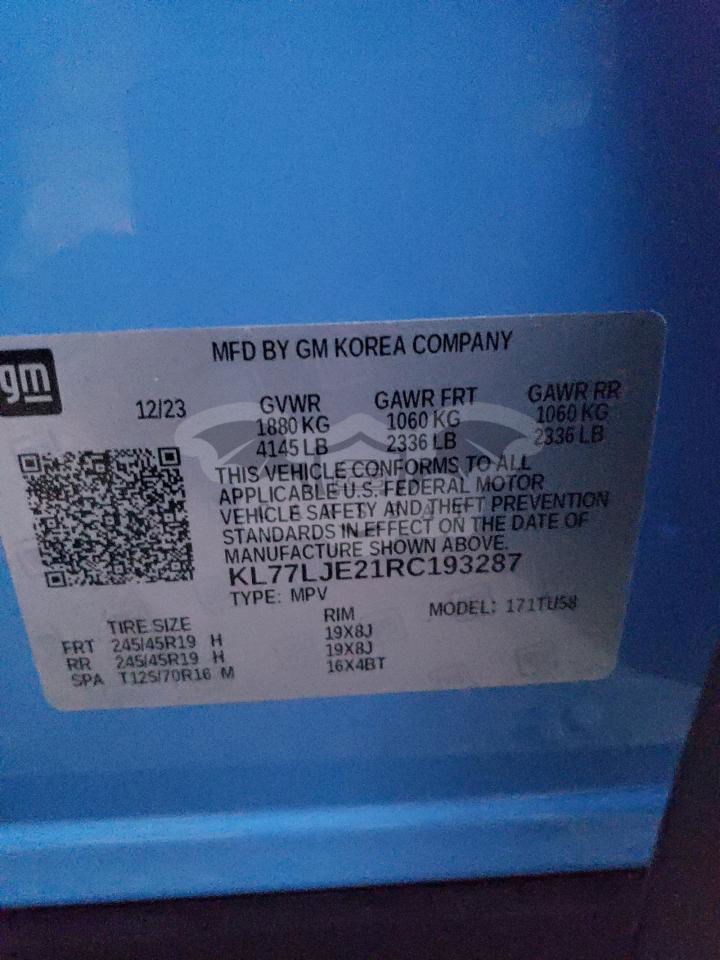 MFD BY GM KOREA COMPANY
gm
12/23
GVWR GAWR FRT GAWR RR
1880 KG 1060 KG 1060 KG
4145 LB 2336 LB 2336 LB
THIS VEHICLE CONFORMS TO ALL
APPLICABLE U.S. FEDERAL MOTOR
VEHICLE SAFETY AND THEFT PREVENTION
STANDARDS IN EFFECT ON THE DATE OF
MANUFACTURE SHOWN ABOVE.
KL77LJE21RC193287
TYPE: MPV
MODEL: 171TU58
TIRE SIZE RIM
FRT 245/45R19 H 19X8J
RR 245/45R19 H 19X8J
SPA T125/70R16 M 16X4BT